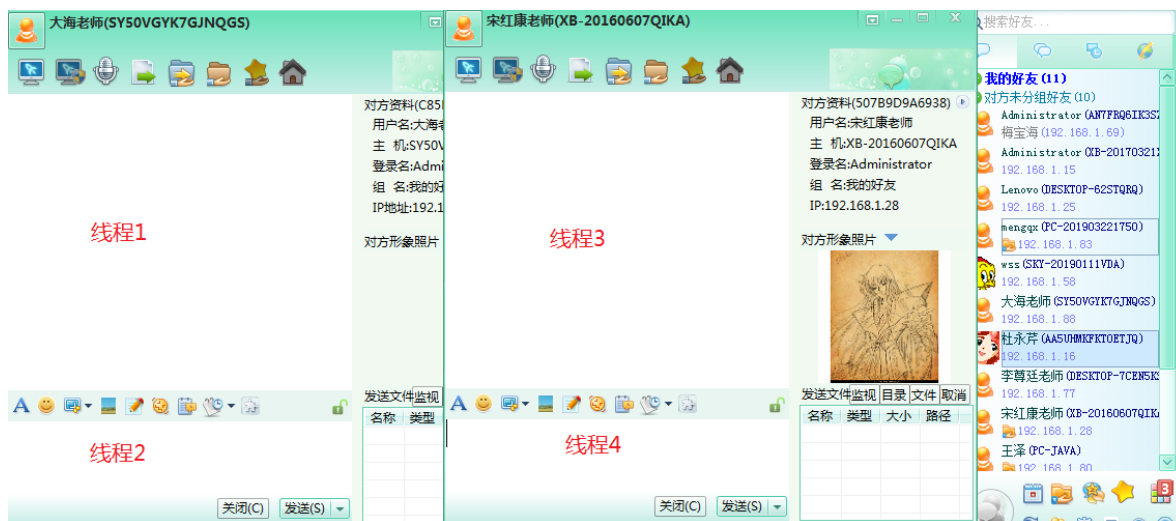 大海老师(SY50VGYK7GJNQGS)
对方资料(C85
用户名:大海
主 机:SY50
登录名:Admi
组 名:我的好
IP地址:192.1
对方形象照片
线程1
发送文件 监视
名称 类型
线程2
关闭(C) 发送(S)
宋红康老师(XB-20160607QIKA)
对方资料(507B9D9A6938)
用户名:宋红康老师
主 机:XB-20160607QIKA
登录名:Administrator
组 名:我的好友
IP:192.168.1.28
对方形象照片
线程3
发送文件 监视 目录 文件 取消
名称 类型 大小 路径
线程4
关闭(C) 发送(S)
搜索好友...
我的好友(11)
对方未分组好友(10)
Administrator(AN7FRQ6IK3S
梅宝海(192.168.1.69)
Administrator(XB-20170321
192.168.1.15
Lenovo(DESKTOP-62STQRQ)
192.168.1.25
mengqx(PC-201903221750)
192.168.1.83
wss(SKY-20190111VDA)
192.168.1.58
大海老师(SY50VGYK7GJNQGS)
192.168.1.88
杜永芹(AA5UHMKFKTOETJQ)
192.168.1.16
李尊廷老师(DESKTOP-7CEN5K
192.168.1.77
宋红康老师(XB-20160607QIK
192.168.1.28
王泽(PC-JAVA)
192.168.1.80
3